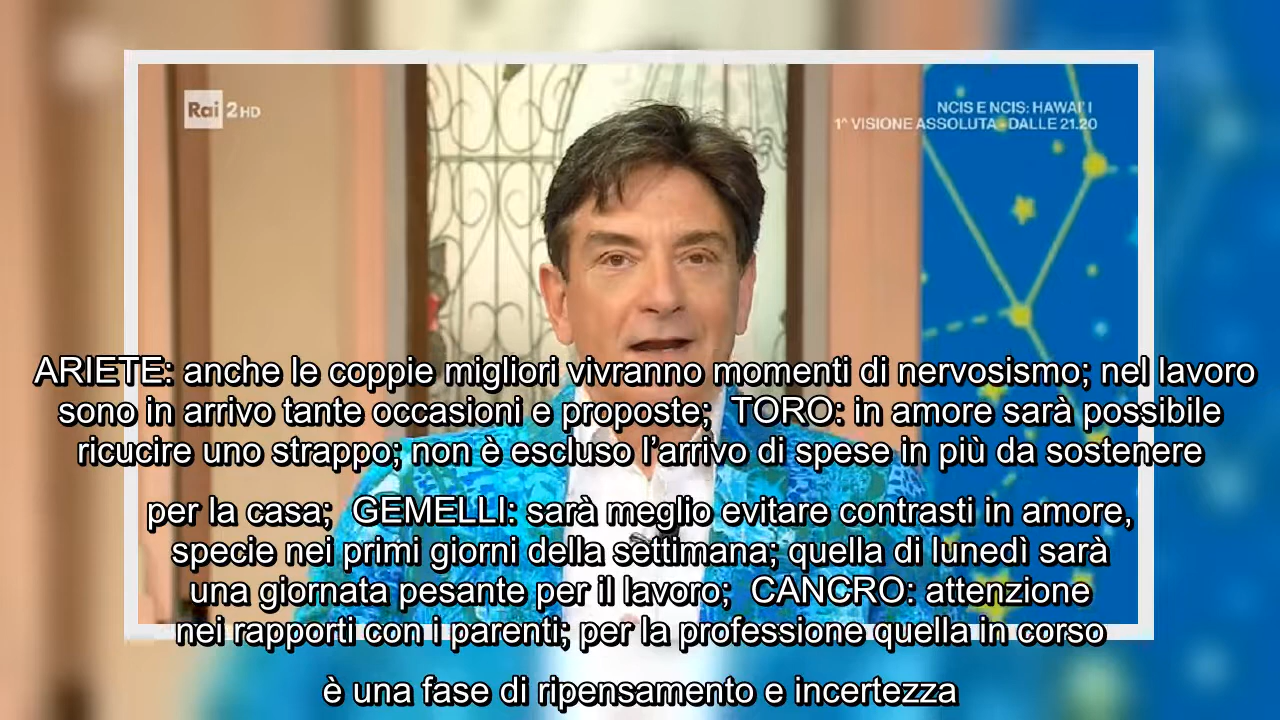 Rai 2HD
NCIS E NCIS: HAWAI'I
1^ VISIONE ASSOLUTA - DALLE 21.20
ARIETE: anche le coppie migliori vivranno momenti di nervosismo; nel lavoro
sono in arrivo tante occasioni e proposte; TORO: in amore sarà possibile
ricucire uno strappo; non è escluso l’arrivo di spese in più da sostenere
per la casa; GEMELLI: sarà meglio evitare contrasti in amore,
specie nei primi giorni della settimana; quella di lunedì sarà
una giornata pesante per il lavoro; CANCRO: attenzione
nei rapporti con i parenti; per la professione quella in corso
è una fase di ripensamento e incertezza